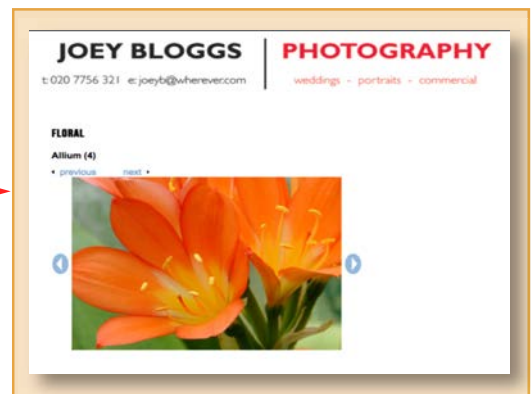 JOEY BLOGGS
PHOTOGRAPHY
t: 020 7756 321 e: joeyb@wherever.com
weddings - portraits - commercial
FLORAL
Allium (4)
• previous next •